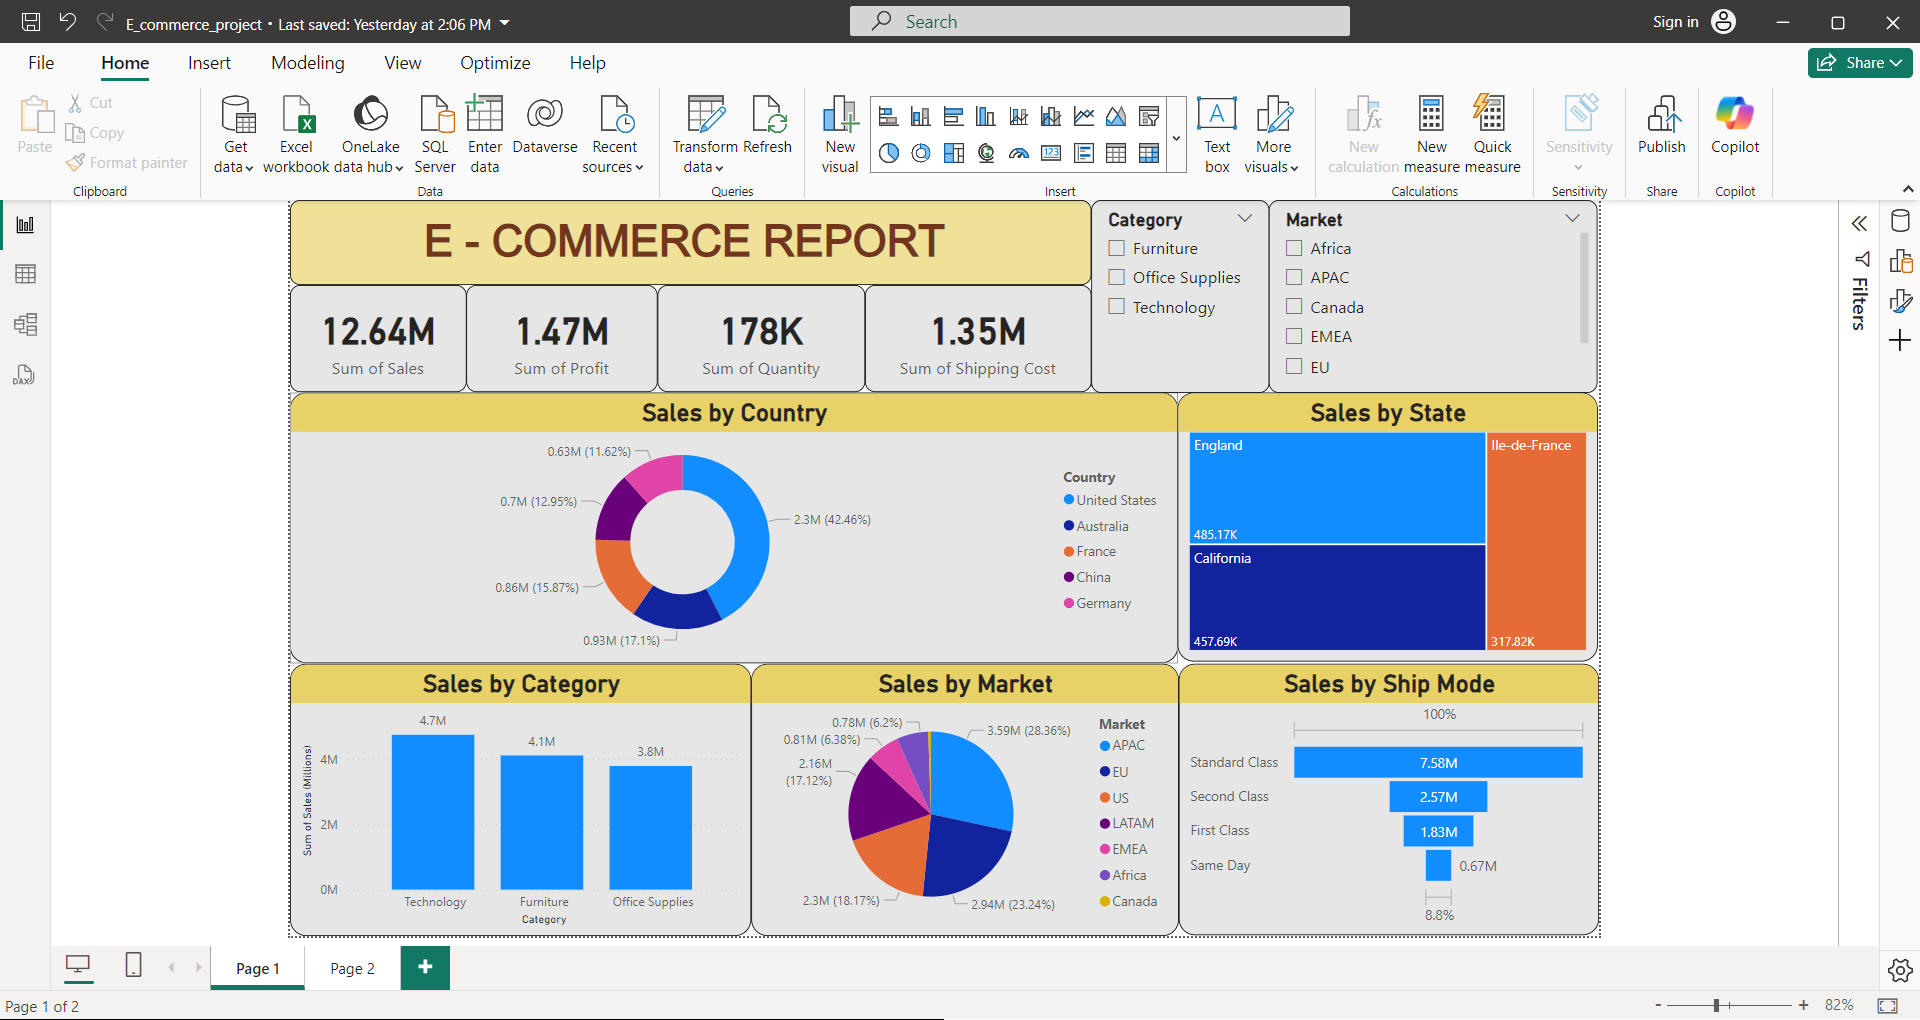 E_commerce_project • Last saved: Yesterday at 2:06 PM
Search
Sign in
File Home Insert Modeling View Optimize Help
Share
Paste
Cut
Copy
Format painter
Clipboard
Get data
Excel workbook
OneLake data hub
SQL Server
Enter data
Dataverse
Recent sources
Data
Transform data
Refresh
Queries
New visual
123
A
Text box
More visuals
Insert
New calculation
New measure
Quick measure
Calculations
Sensitivity
Sensitivity
Publish
Share
Copilot
Copilot
DAX
E - COMMERCE REPORT
12.64M
Sum of Sales
1.47M
Sum of Profit
178K
Sum of Quantity
1.35M
Sum of Shipping Cost
Category
Furniture
Office Supplies
Technology
Market
Africa
APAC
Canada
EMEA
EU
Filters
Sales by Country
0.63M (11.62%)
0.7M (12.95%)
2.3M (42.46%)
0.86M (15.87%)
0.93M (17.1%)
Country
United States
Australia
France
China
Germany
Sales by State
England
485.17K
California
457.69K
Ile-de-France
317.82K
Sales by Category
Sum of Sales (Millions)
4M
2M
0M
4.7M
4.1M
3.8M
Technology
Furniture
Office Supplies
Category
Sales by Market
0.78M (6.2%)
3.59M (28.36%)
0.81M (6.38%)
2.16M
(17.12%)
2.3M (18.17%)
2.94M (23.24%)
Market
APAC
EU
US
LATAM
EMEA
Africa
Canada
Sales by Ship Mode
100%
Standard Class 7.58M
Second Class 2.57M
First Class 1.83M
Same Day 0.67M
8.8%
Page 1
Page 2
+
Page 1 of 2
- + 82%